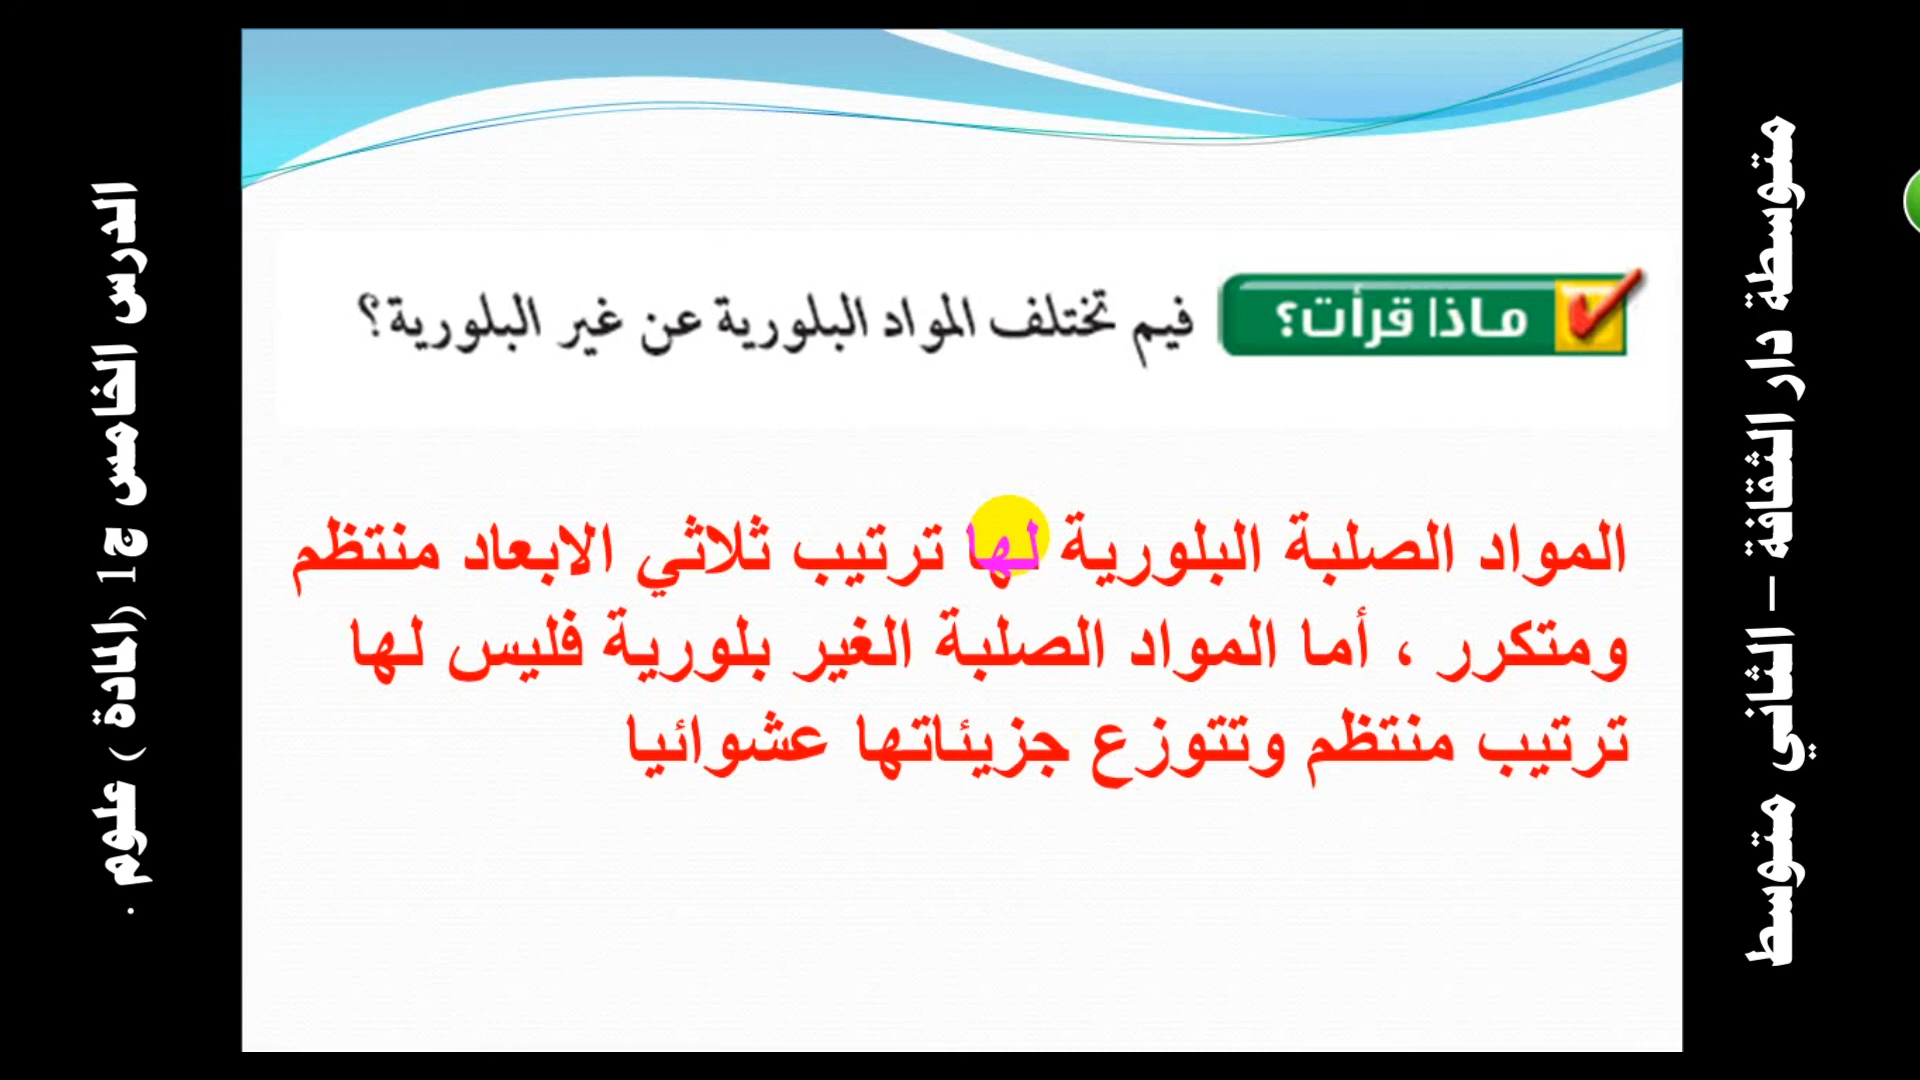 متوسطة دار الثقافة – الثاني متوسط
ماذا قرأت؟ فيم تختلف المواد البلورية عن غير البلورية؟
المواد الصلبة البلورية لها ترتيب ثلاثي الابعاد منتظم
ومتكرر ، أما المواد الصلبة الغير بلورية فليس لها
ترتيب منتظم وتتوزع جزيئاتها عشوائيا
الدرس الخامس ج1 (المادة ) علوم .